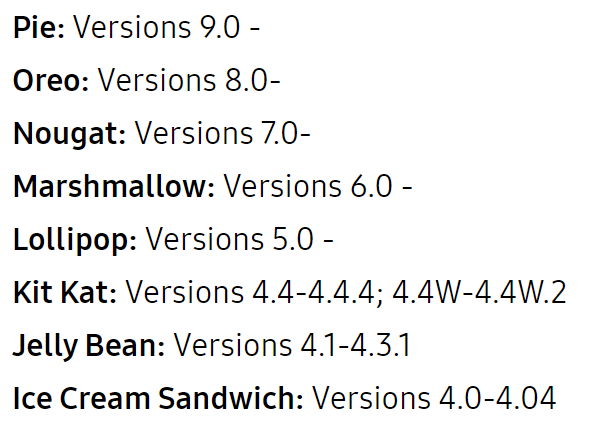 Pie: Versions 9.0 -
Oreo: Versions 8.0-
Nougat: Versions 7.0-
Marshmallow: Versions 6.0 -
Lollipop: Versions 5.0 -
Kit Kat: Versions 4.4-4.4.4; 4.4W-4.4W.2
Jelly Bean: Versions 4.1-4.3.1
Ice Cream Sandwich: Versions 4.0-4.04